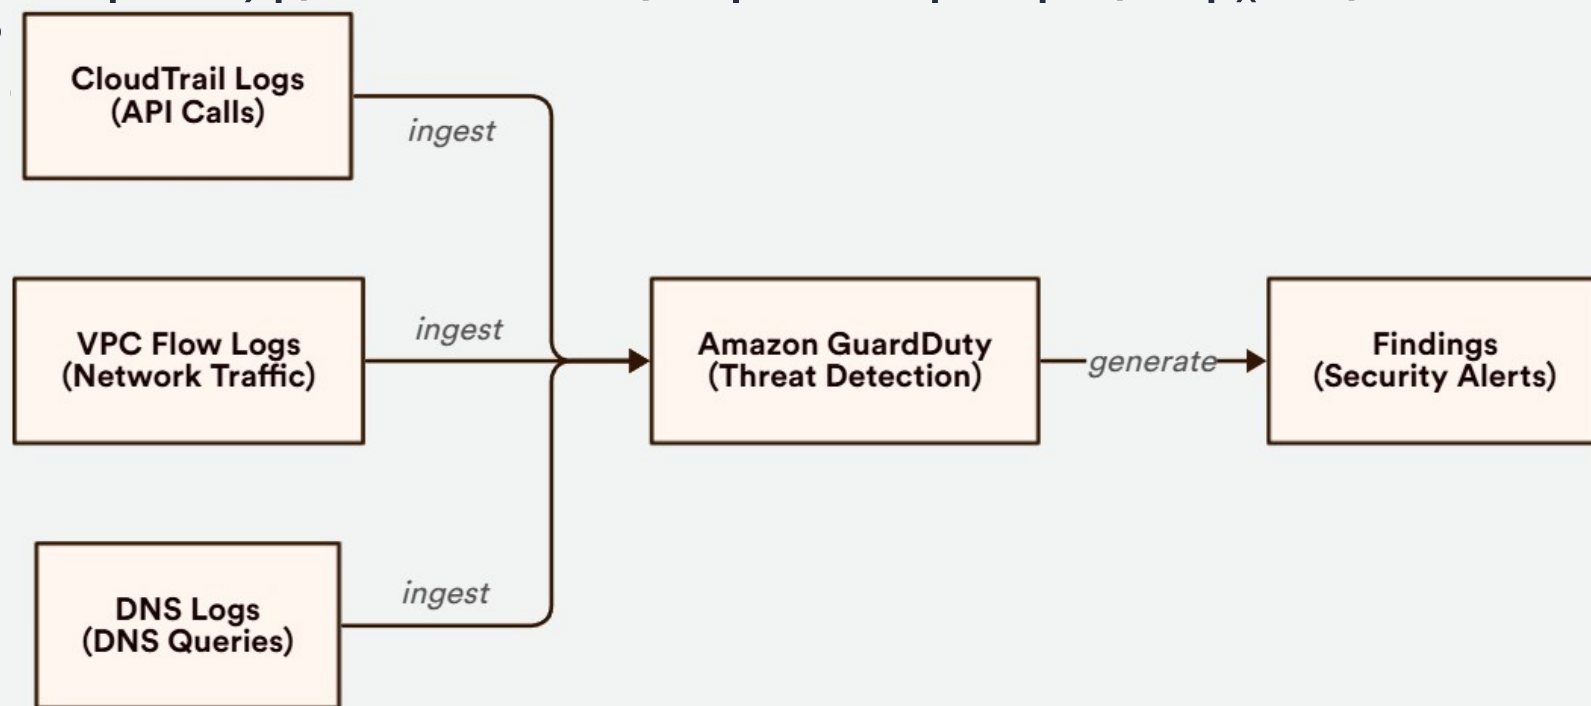 CloudTrail Logs
(API Calls)
ingest
VPC Flow Logs
(Network Traffic)
ingest
Amazon GuardDuty
(Threat Detection)
generate
Findings
(Security Alerts)
DNS Logs
(DNS Queries)
ingest